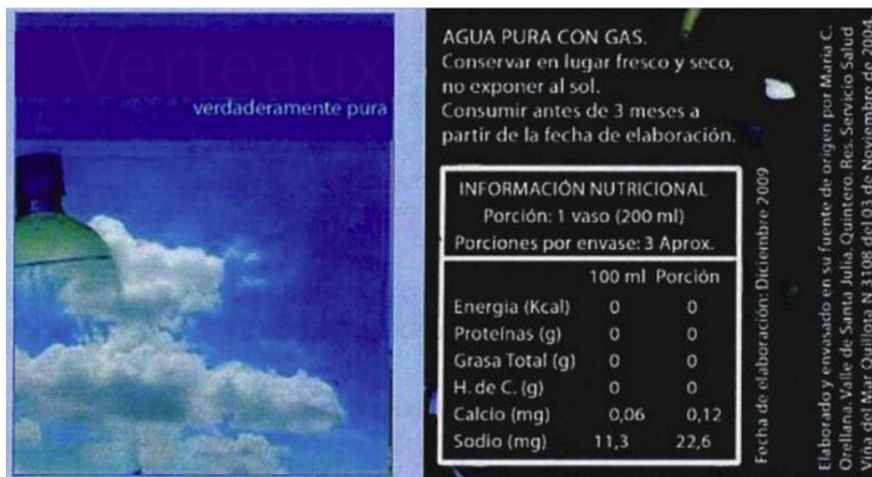 Verteaux
verdaderamente pura
AGUA PURA CON GAS.
Conservar en lugar fresco y seco,
no exponer al sol.
Consumir antes de 3 meses a
partir de la fecha de elaboración.
INFORMACIÓN NUTRICIONAL
Porción: 1 vaso (200 ml)
Porciones por envase: 3 Aprox.
100 ml Porción
Energia (Kcal) 0 0
Proteínas (g) 0 0
Grasa Total (g) 0 0
H. de C. (g) 0 0
Calcio (mg) 0,06 0,12
Sodio (mg) 11,3 22,6
Fecha de elaboración: Diciembre 2009
Elaborado y envasado en su fuente de origen por María C.
Orellana. Valle de Santa Julia. Quintero. Res. Servicio Salud
Viña del Mar Quillota N 3108 del 03 de Noviembre de 2004.